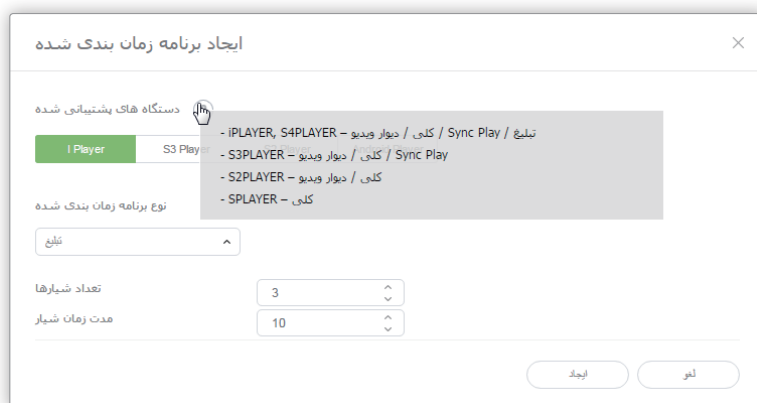 ایجاد برنامه زمان بندی شده
دستگاه های پشتیبانی شده
- iPLAYER, S4PLAYER – تبلیغ / Sync Play / کلی / دیوار ویدیو
- S3PLAYER – کلی / دیوار ویدیو / Sync Play
- S2PLAYER – کلی / دیوار ویدیو
- SPLAYER – کلی
I Player
S3 Player
نوع برنامه زمان بندی شده
تبلیغ
تعداد شیارها
3
مدت زمان شیار
10
ایجاد
لغو